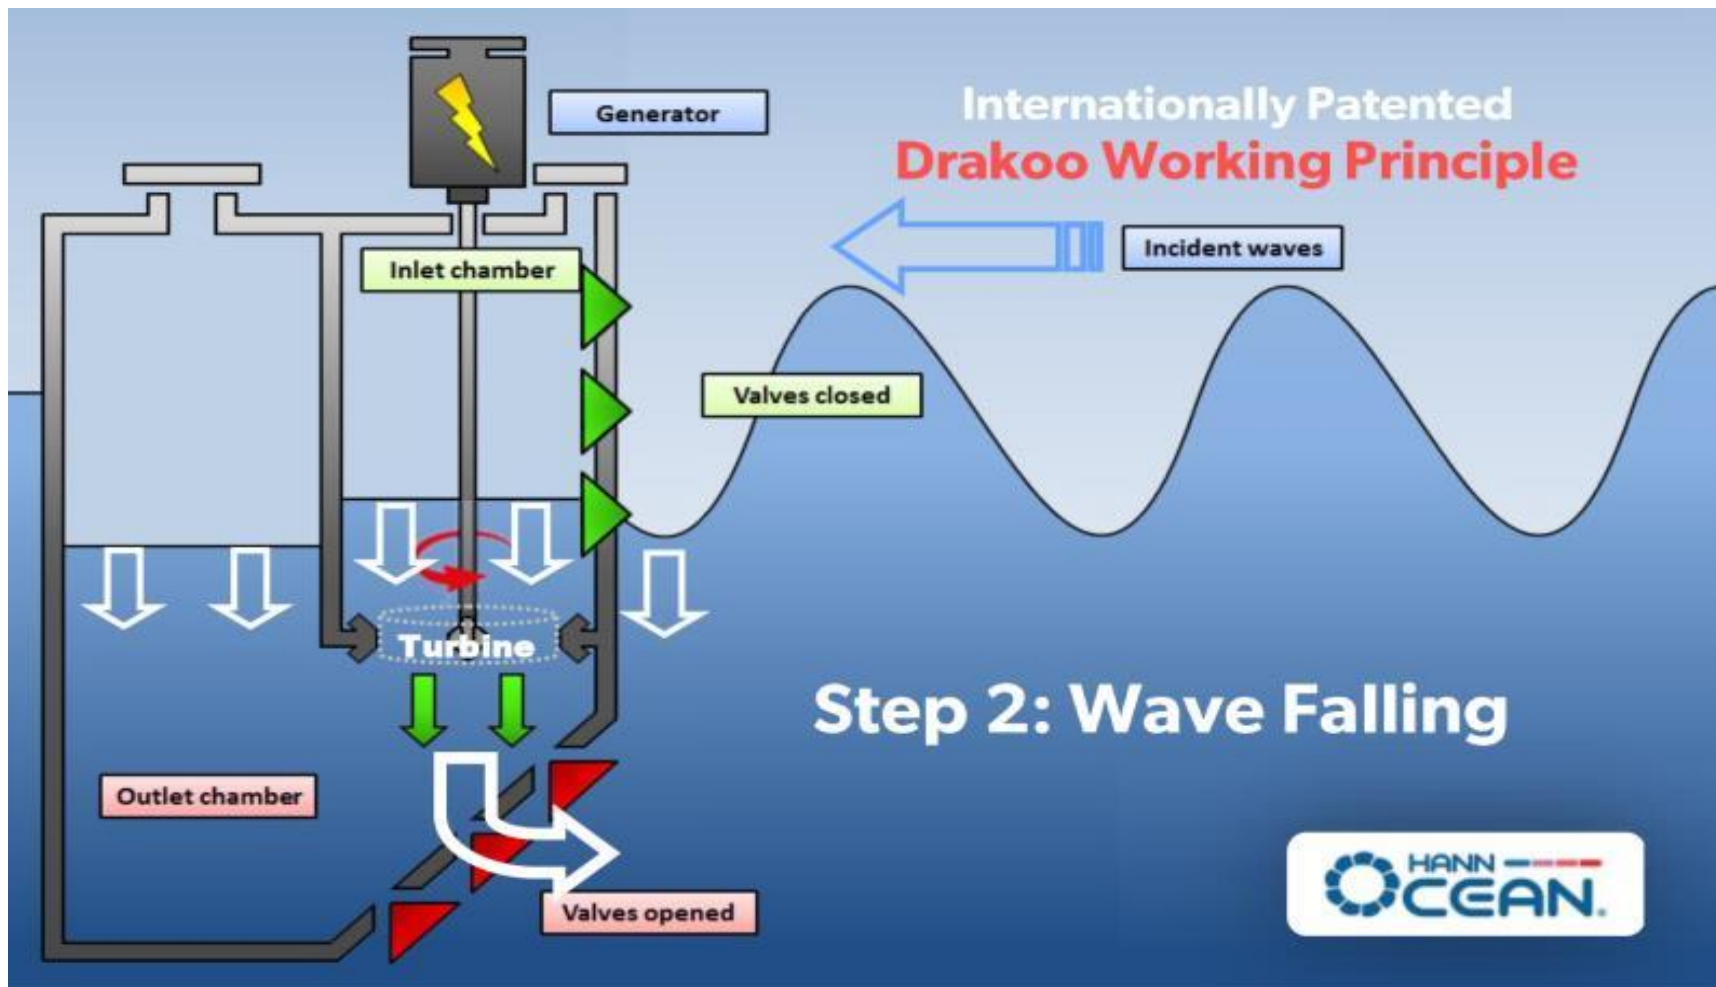 Generator
Internationally Patented
Drakoo Working Principle
Inlet chamber
Incident waves
Valves closed
Turbine
Step 2: Wave Falling
Outlet chamber
Valves opened
HANN
OCEAN.